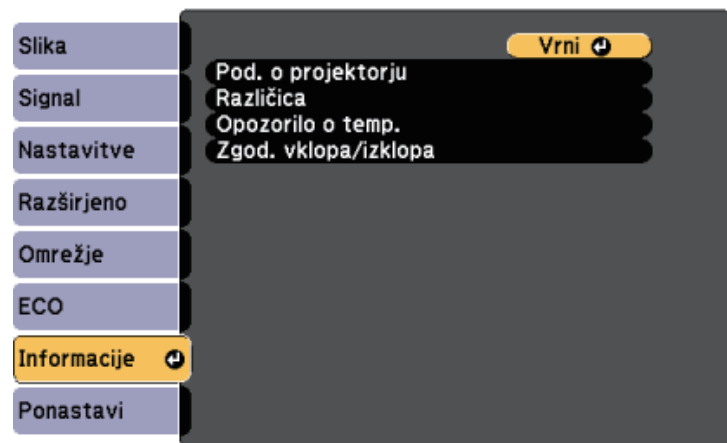 Slika
Signal
Nastavitve
Razširjeno
Omrežje
ECO
Informacije
Ponastavi
Vrni
Pod. o projektorju
Različica
Opozorilo o temp.
Zgod. vklopa/izklopa